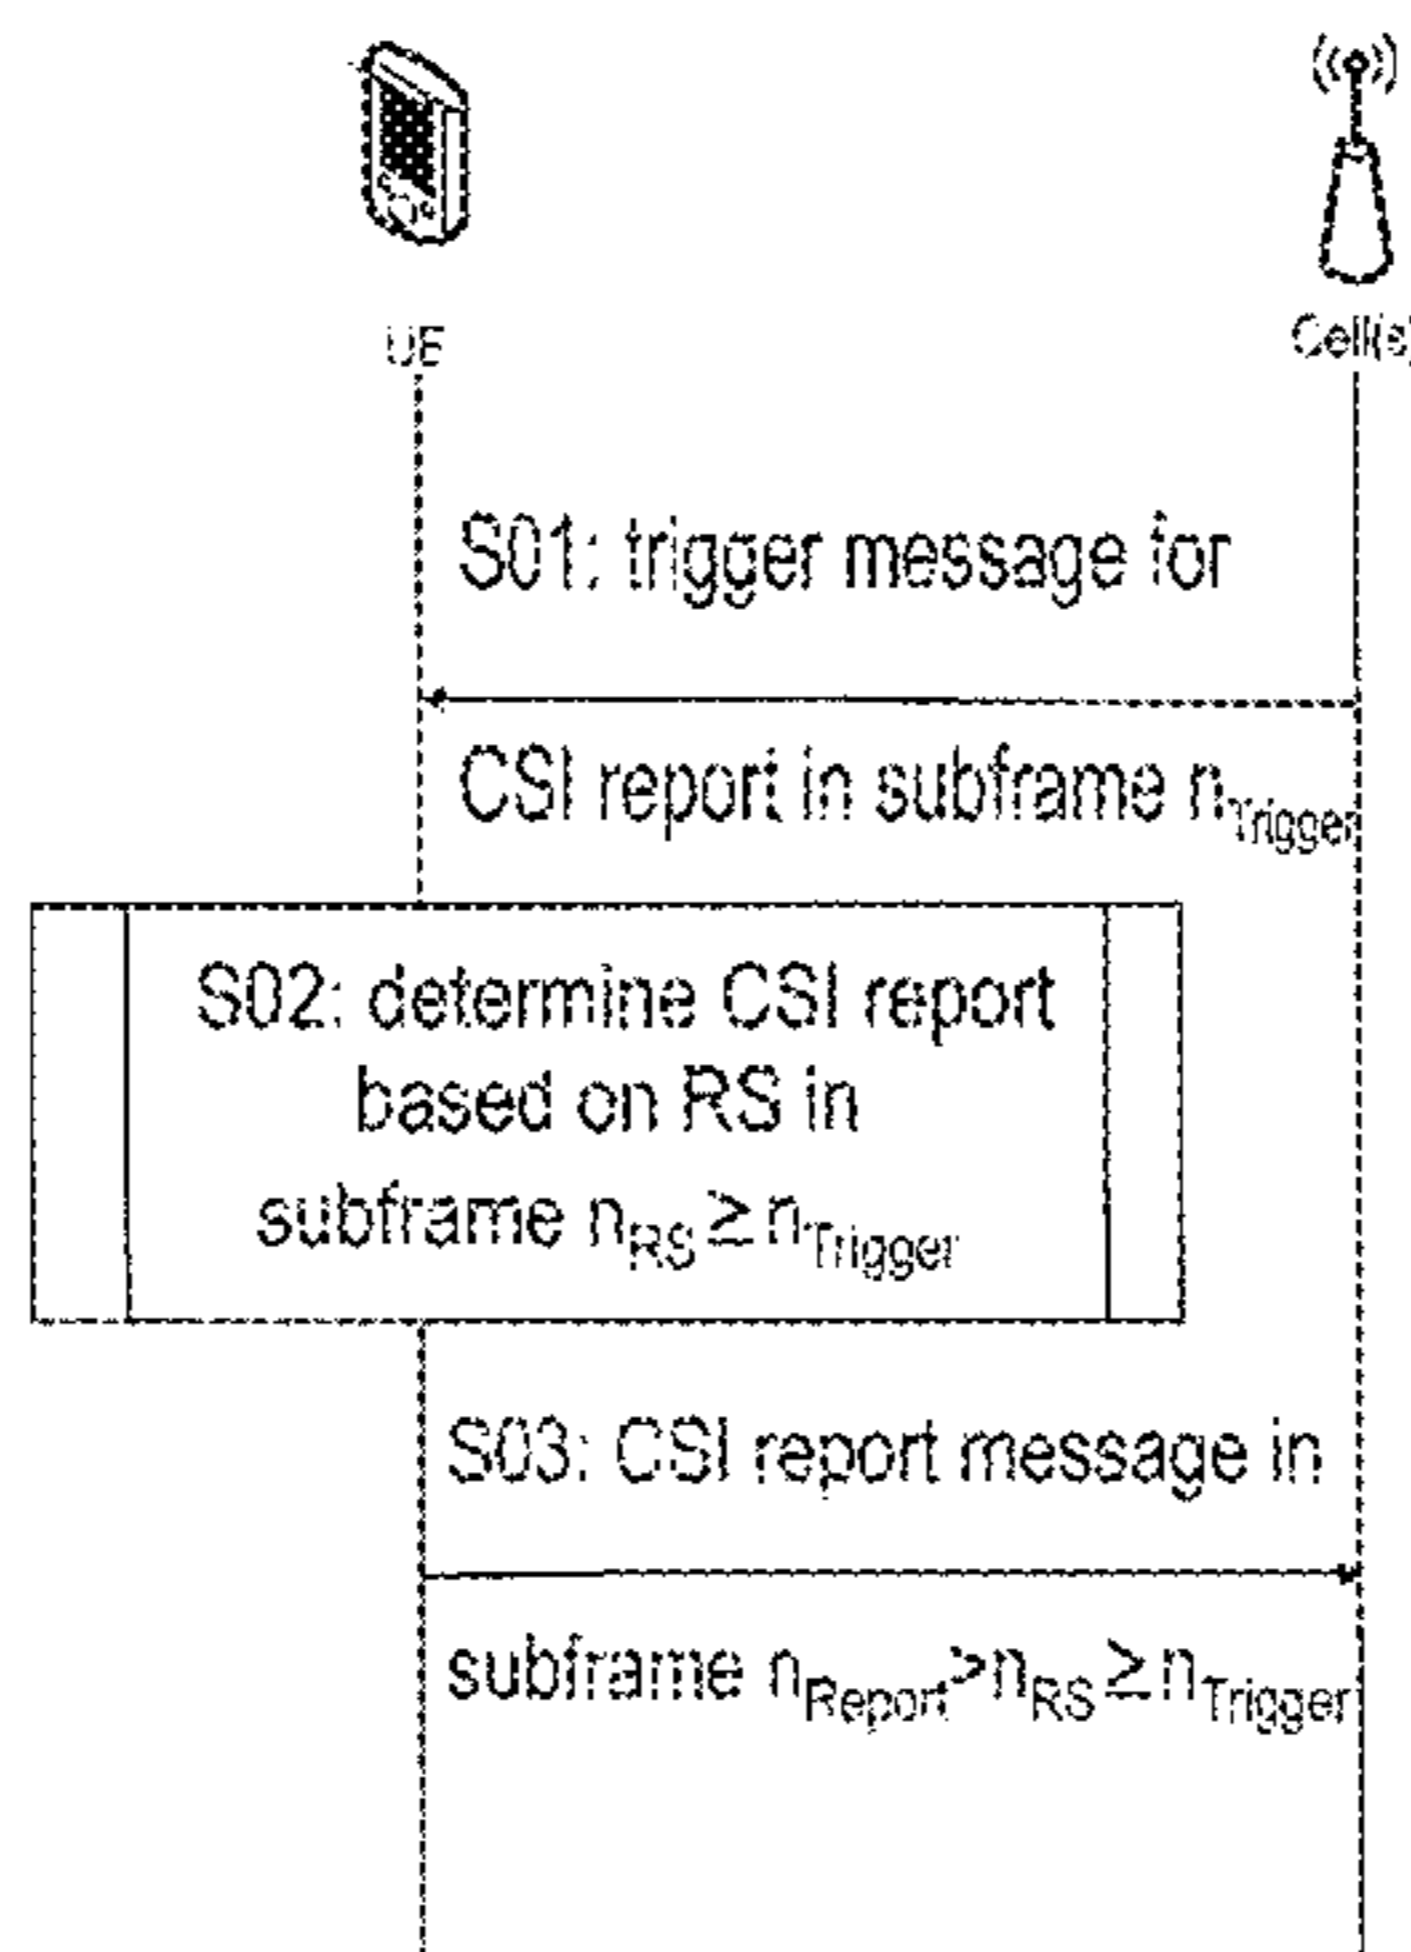 UE
Cell(s)
S01: trigger message for
CSI report in subframe nTrigger
S02: determine CSI report
based on RS in
subframe nRS≥nTrigger
S03: CSI report message in
subframe nReport>nRS≥nTrigger